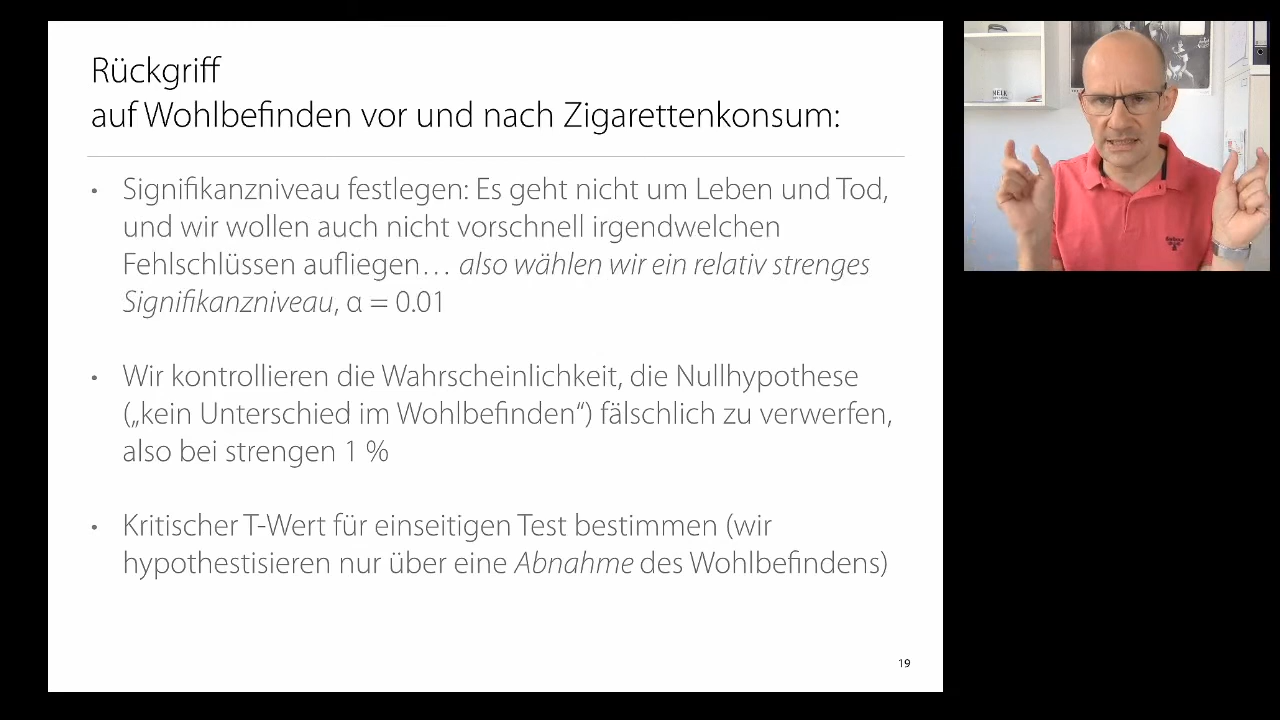 Rückgriff
auf Wohlbefinden vor und nach Zigarettenkonsum:
• Signifikanzniveau festlegen: Es geht nicht um Leben und Tod,
und wir wollen auch nicht vorschnell irgendwelchen
Fehlschlüssen aufliegen… also wählen wir ein relativ strenges
Signifikanzniveau, α = 0.01
• Wir kontrollieren die Wahrscheinlichkeit, die Nullhypothese
(„kein Unterschied im Wohlbefinden“) fälschlich zu verwerfen,
also bei strengen 1 %
• Kritischer T-Wert für einseitigen Test bestimmen (wir
hypothestisieren nur über eine Abnahme des Wohlbefindens)
19